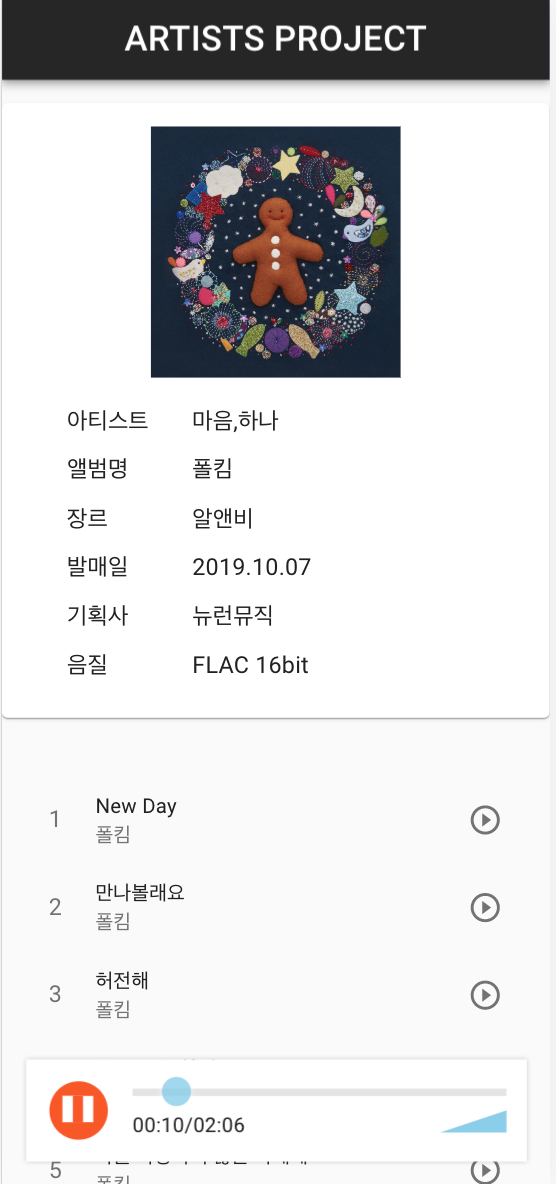 ARTISTS PROJECT
아티스트 마음,하나
앨범명 폴킴
장르 알앤비
발매일 2019.10.07
기획사 뉴런뮤직
음질 FLAC 16bit
1 New Day
폴킴
2 만나볼래요
폴킴
3 허전해
폴킴
00:10/02:06
5
폴킴